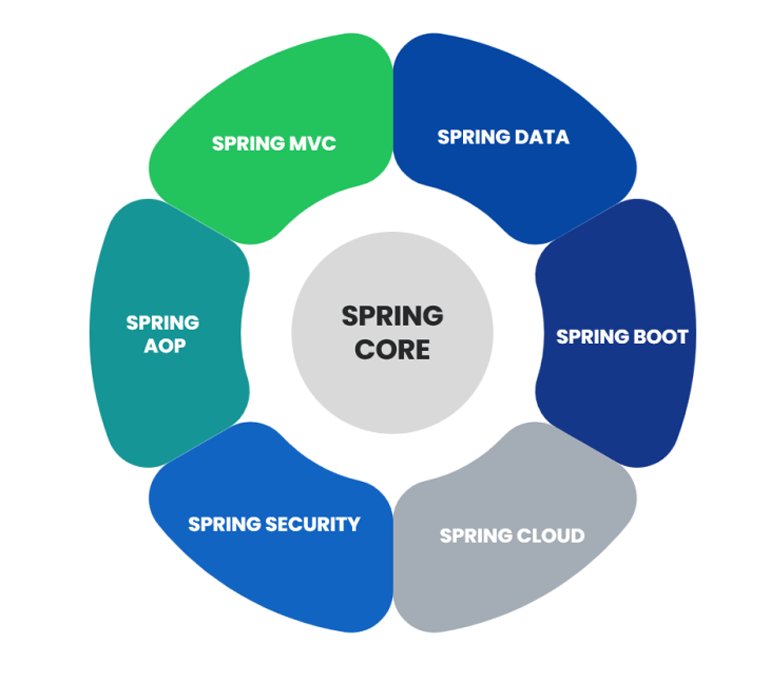 SPRING MVC
SPRING DATA
SPRING
AOP
SPRING
CORE
SPRING BOOT
SPRING SECURITY
SPRING CLOUD